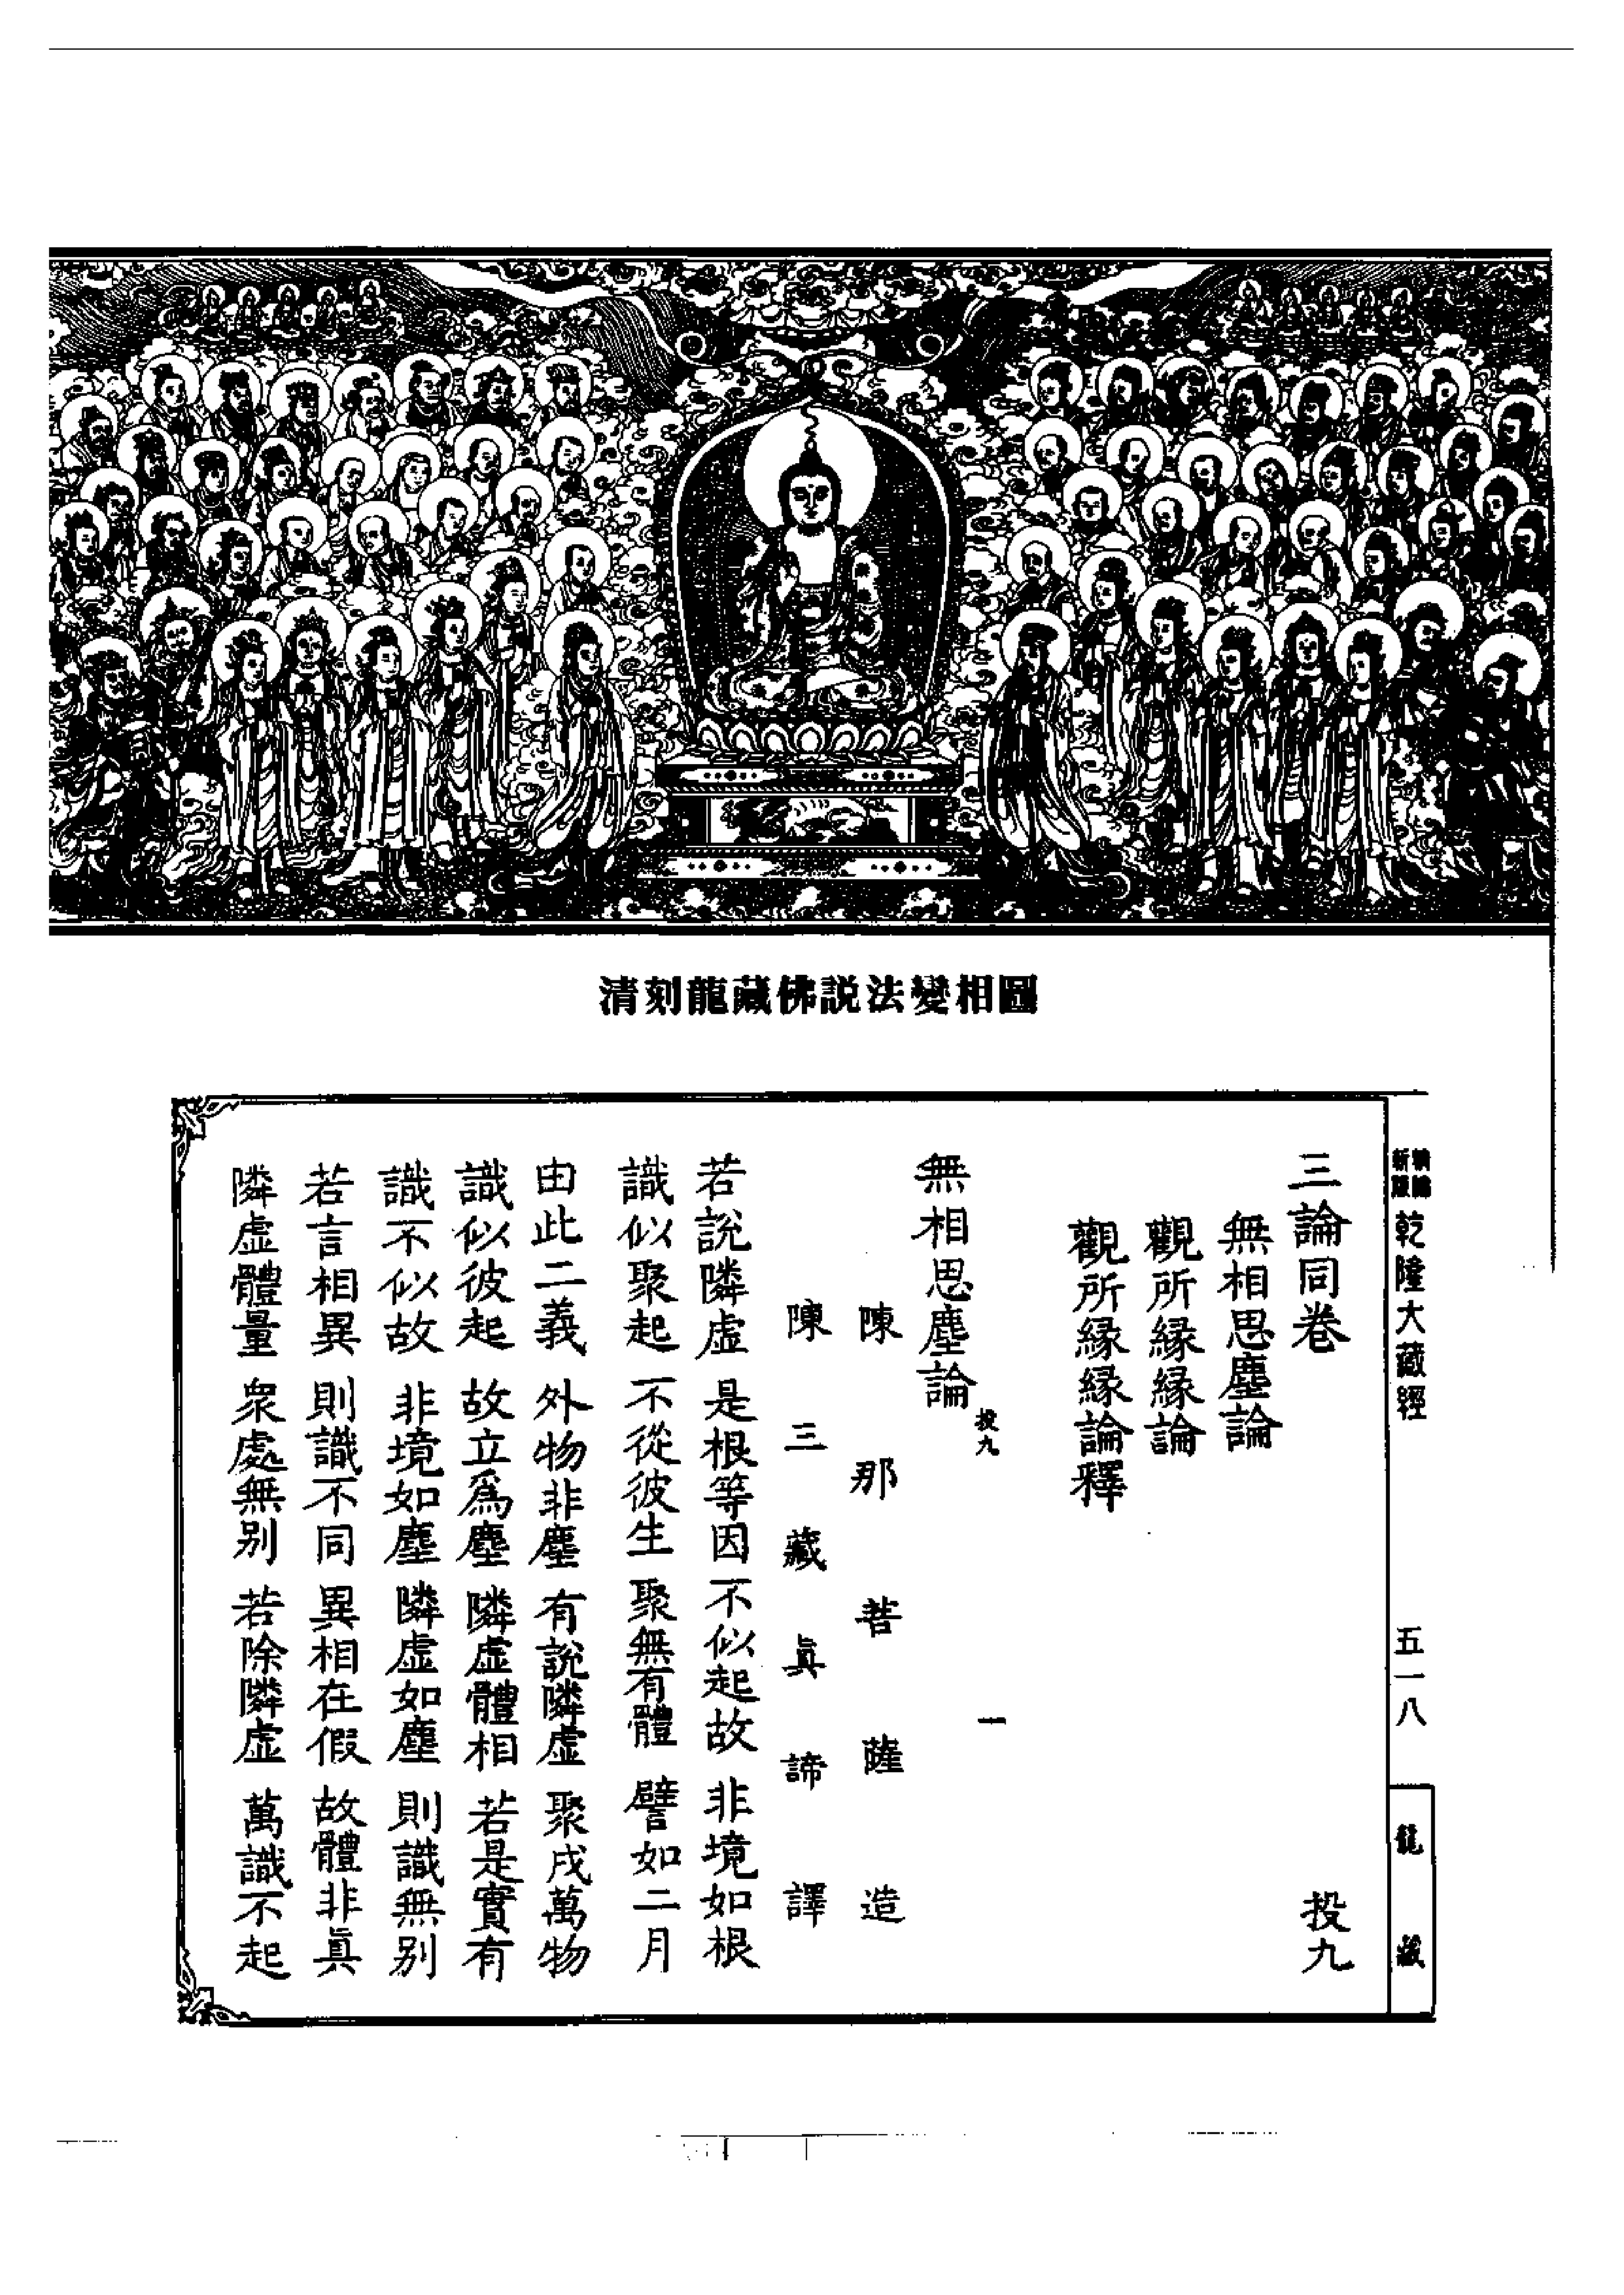 清刻龍藏佛説法變相圖
新版
乾隆大藏經
五一八
龍藏
三論同卷
投九
無相思塵論
觀所緣緣論
觀所緣緣論釋
投九
一
無相思塵論
陳那菩薩造
陳三藏眞諦譯
若說隣虛 是根等因 不似起故 非境如根
識似聚起 不從彼生 聚無有體 譬如二月
由此二義 外物非塵 有說隣虛 聚成萬物
識似彼起 故立爲塵 隣虛體相 若是實有
識不似故 非境如塵 隣虛如塵 則識無别
若言相異 則識不同 異相在假 故體非眞
隣虛體量 衆處無别 若除隣虛 萬識不起